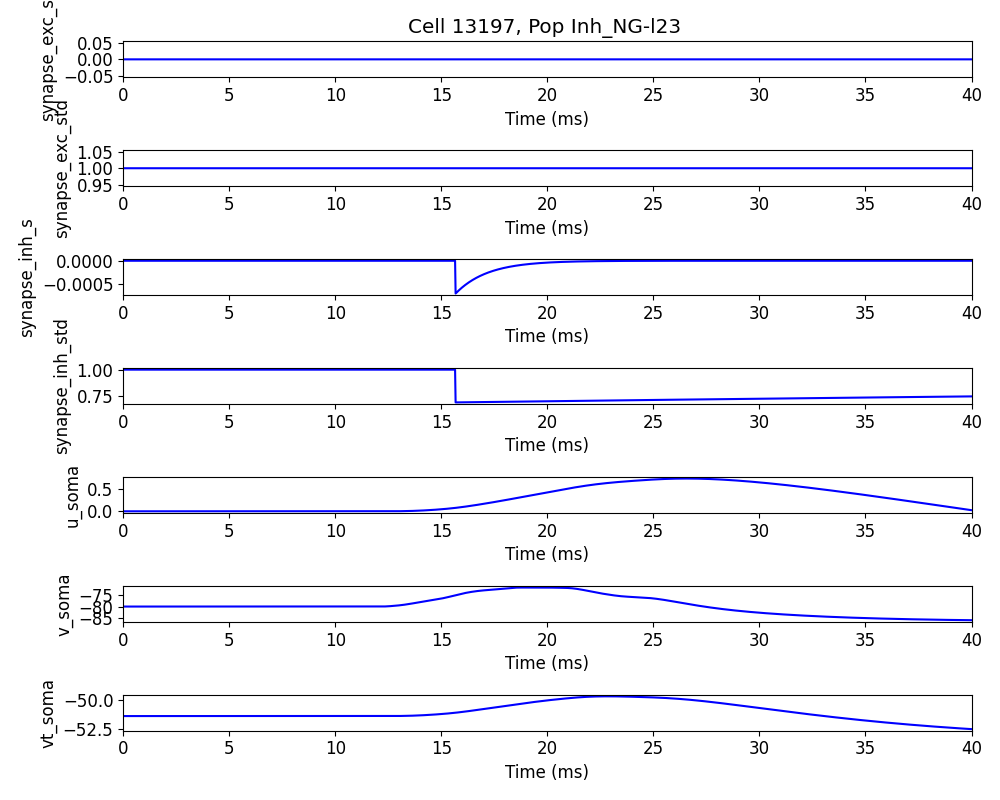 Cell 13197, Pop Inh_NG-l23
synapse_exc_s
0.05
0.00
−0.05
0 5 10 15 20 25 30 35 40
Time (ms)
synapse_exc_std
1.05
1.00
0.95
0 5 10 15 20 25 30 35 40
Time (ms)
synapse_inh_s
0.0000
−0.0005
0 5 10 15 20 25 30 35 40
Time (ms)
synapse_inh_std
1.00
0.75
0 5 10 15 20 25 30 35 40
Time (ms)
u_soma
0.5
0.0
0 5 10 15 20 25 30 35 40
Time (ms)
v_soma
−75
−80
−85
0 5 10 15 20 25 30 35 40
Time (ms)
vt_soma
−50.0
−52.5
0 5 10 15 20 25 30 35 40
Time (ms)